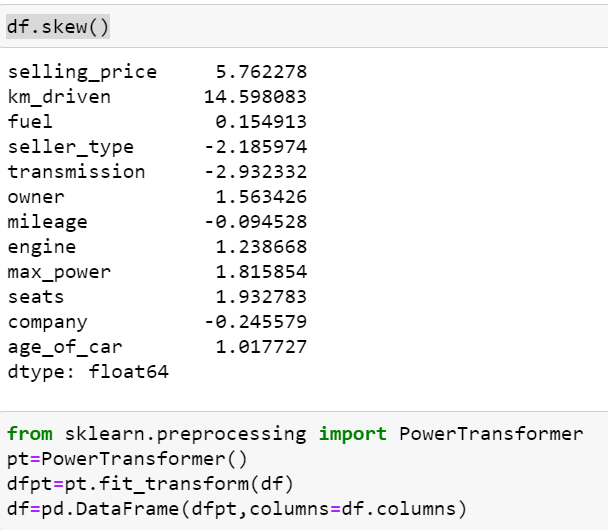 df.skew()
selling_price 5.762278
km_driven 14.598083
fuel 0.154913
seller_type -2.185974
transmission -2.932332
owner 1.563426
mileage -0.094528
engine 1.238668
max_power 1.815854
seats 1.932783
company -0.245579
age_of_car 1.017727
dtype: float64
from sklearn.preprocessing import PowerTransformer
pt=PowerTransformer()
dfpt=pt.fit_transform(df)
df=pd.DataFrame(dfpt,columns=df.columns)